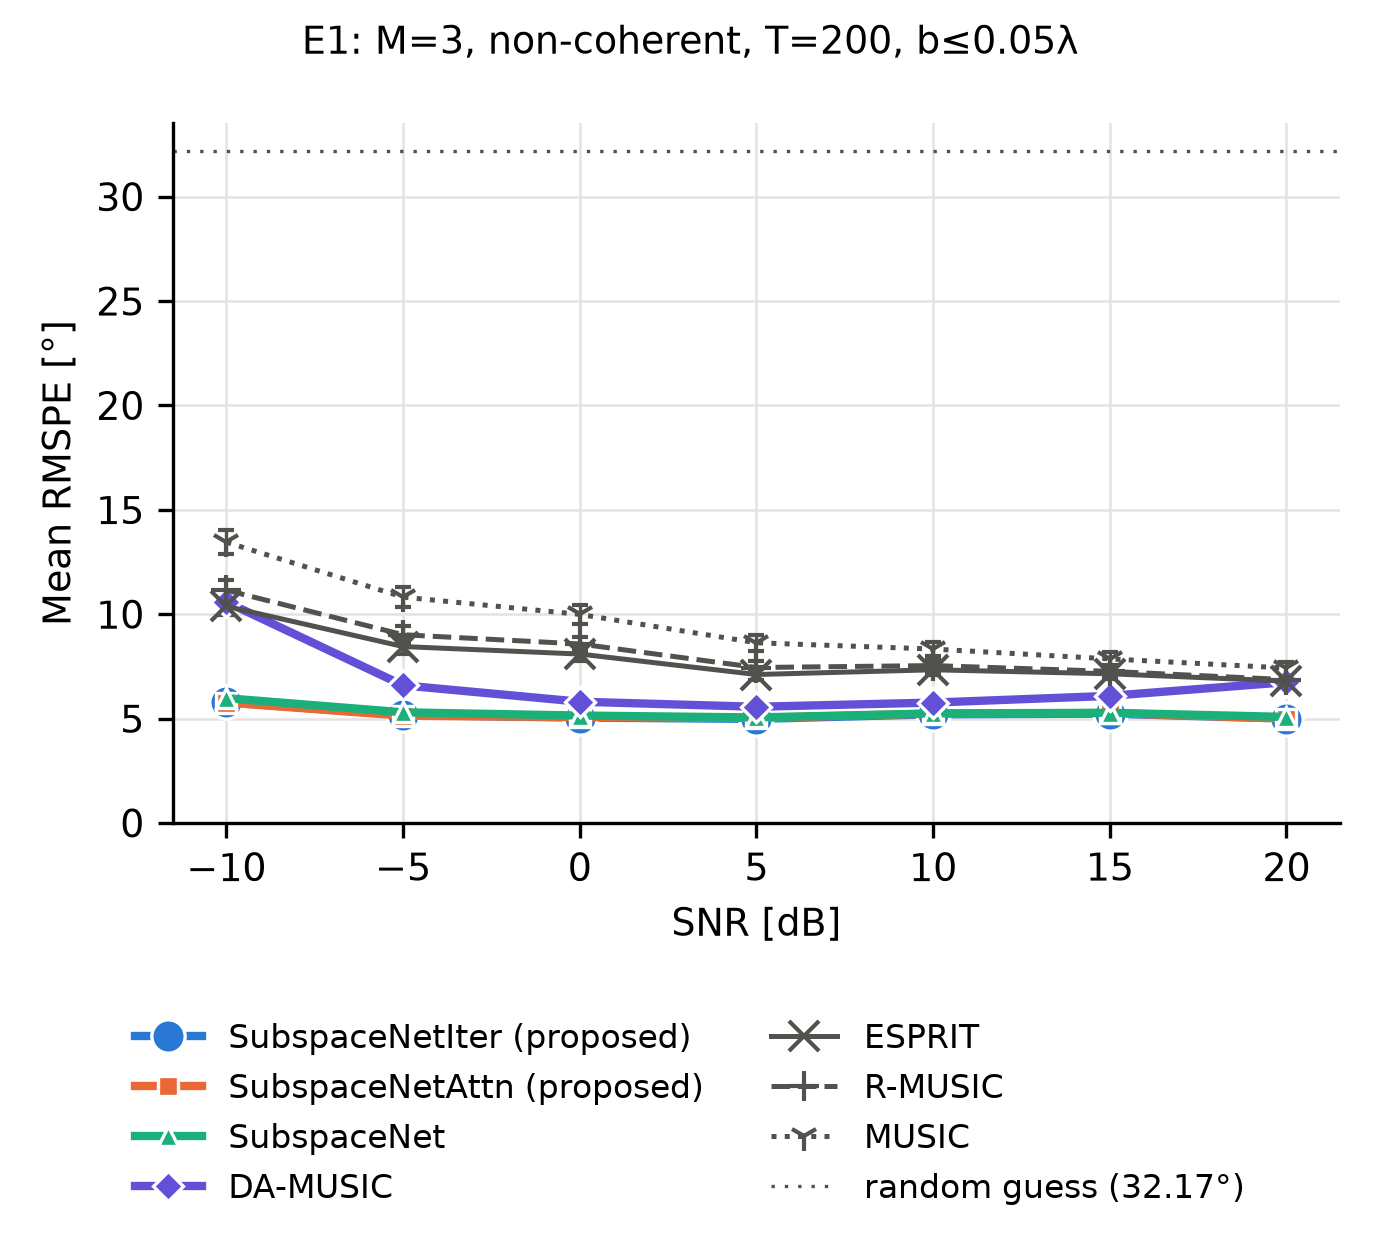 E1: M=3, non-coherent, T=200, b≤0.05λ
Mean RMSPE [°]
30
25
20
15
10
5
0
−10 −5 0 5 10 15 20
SNR [dB]
SubspaceNetIter (proposed)
SubspaceNetAttn (proposed)
SubspaceNet
DA-MUSIC
ESPRIT
R-MUSIC
MUSIC
random guess (32.17°)